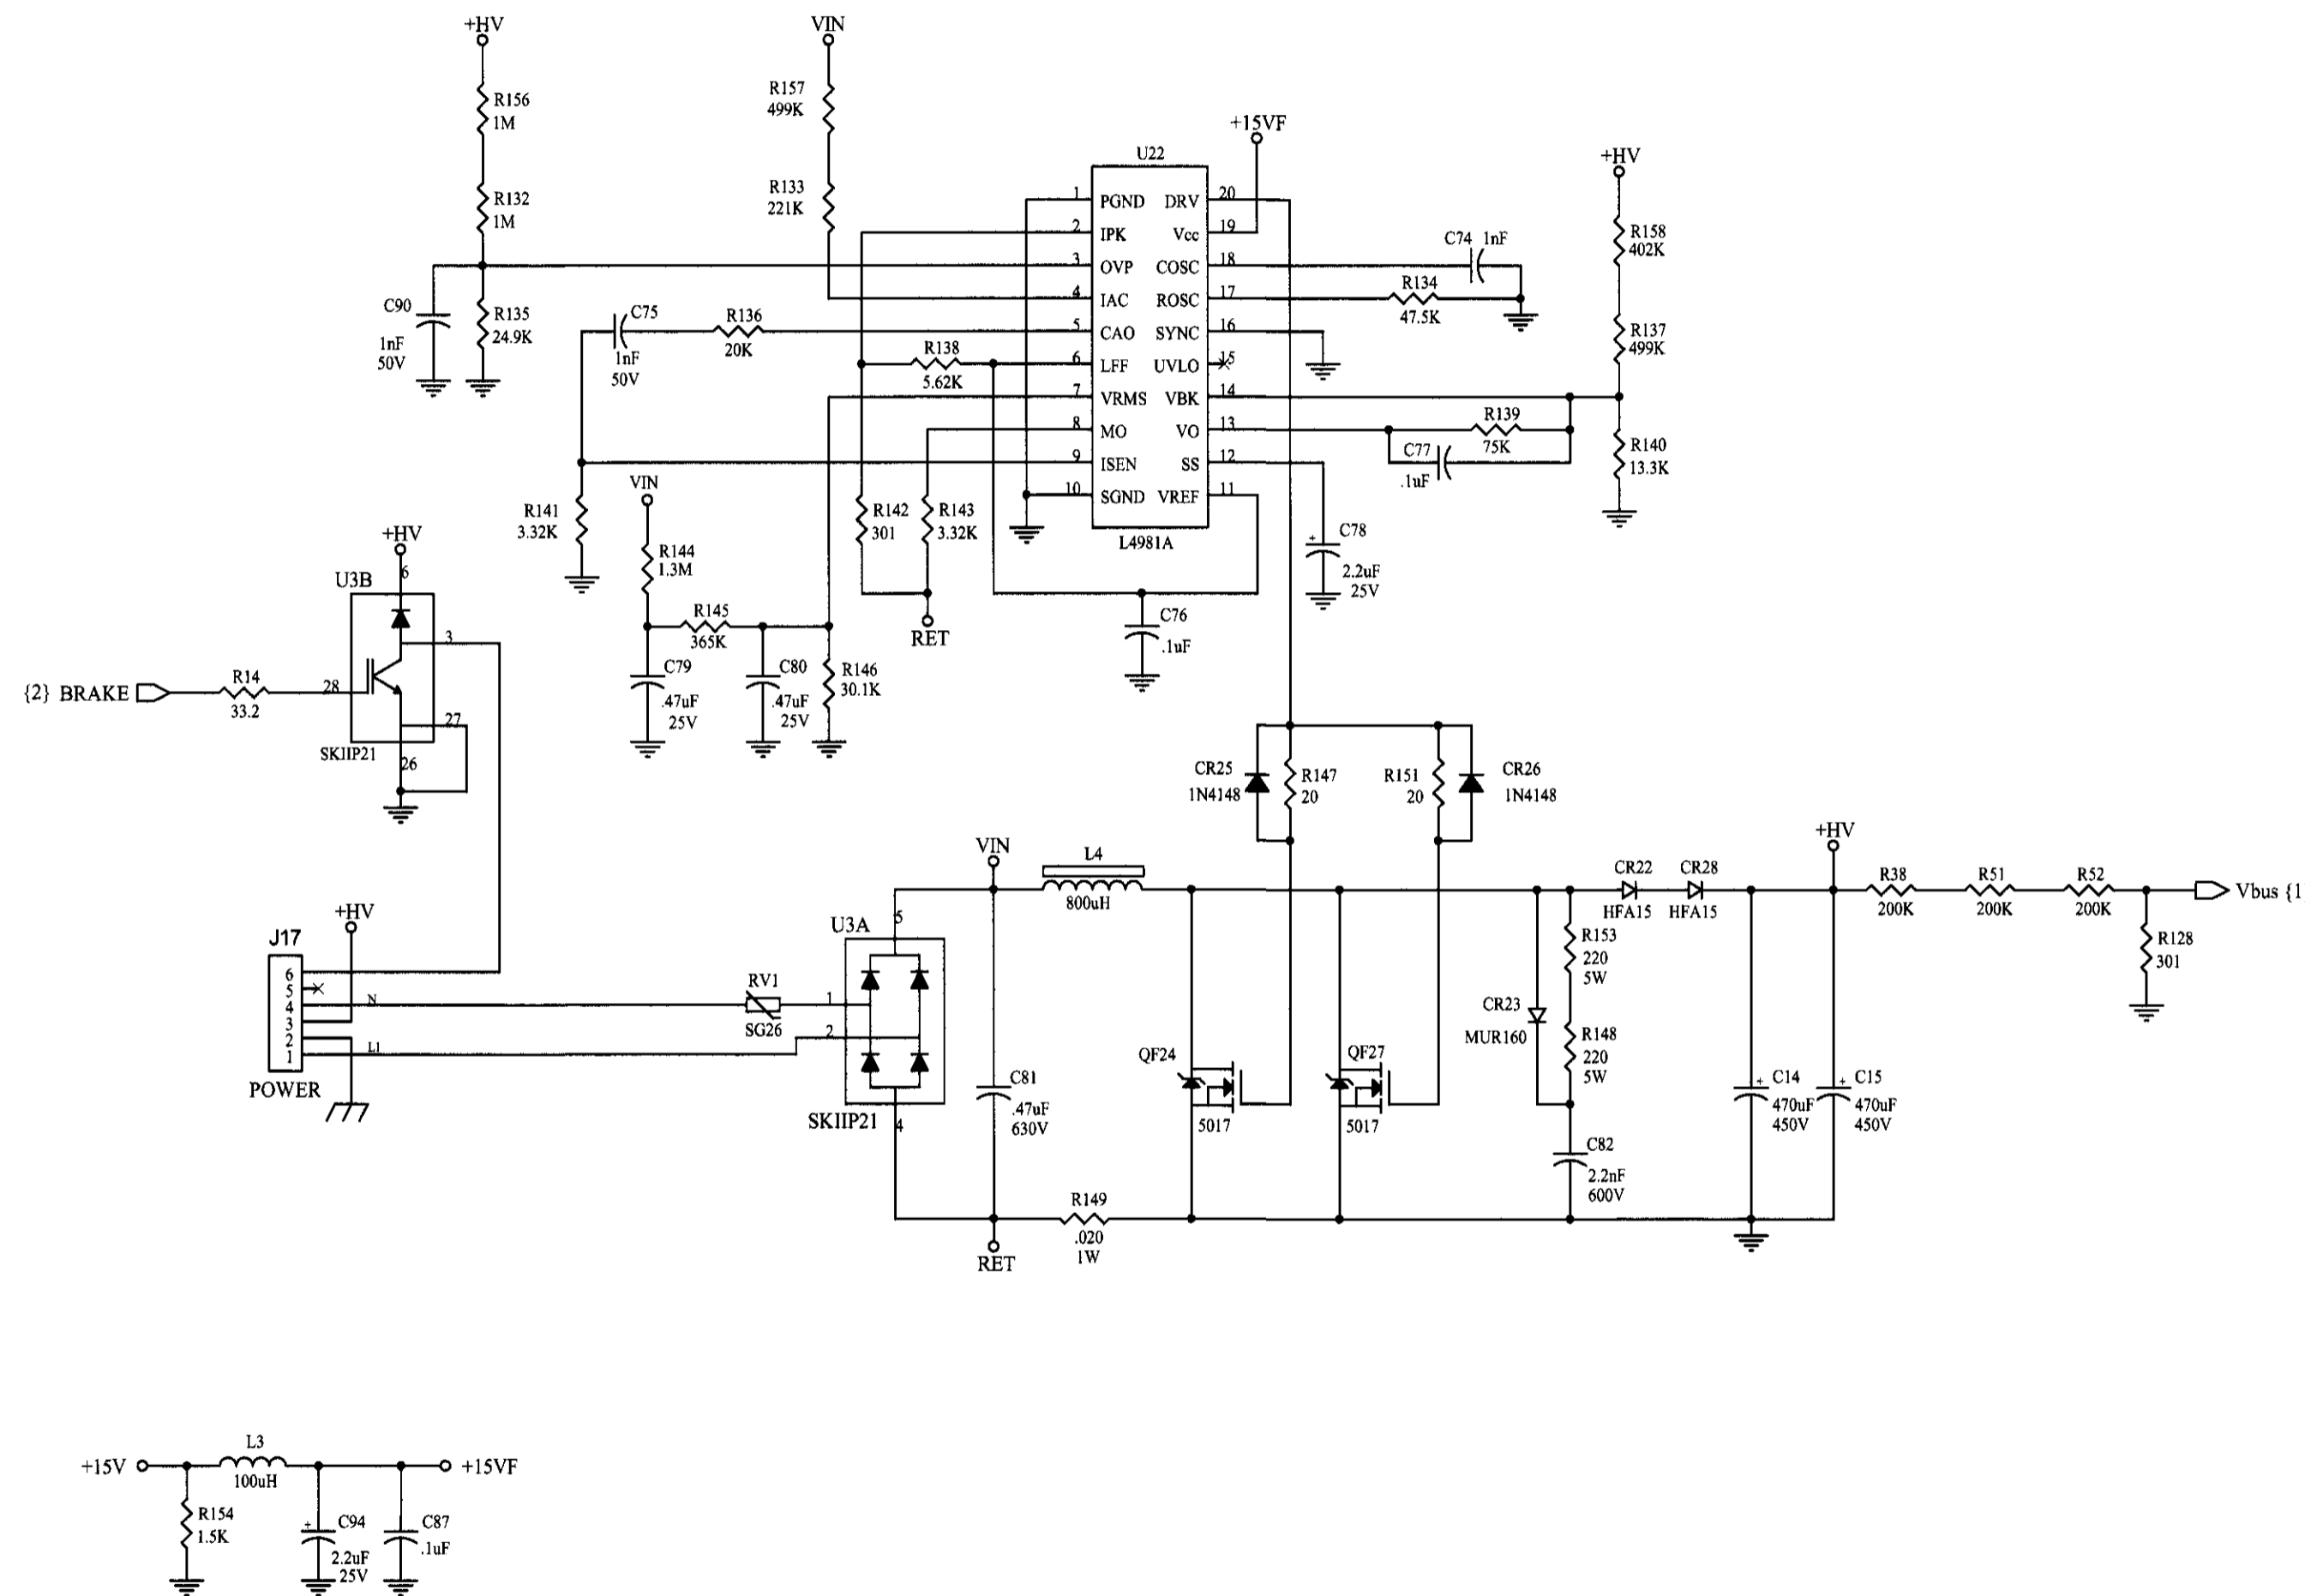 +HV
VIN
R156
1M
R157
499K
R132
1M
R133
221K
+15VF
U22
+HV
1 PGND DRV 20
2 IPK Vcc 19
3 OVP COSC 18
4 IAC ROSC 17
5 CAO SYNC 16
6 LFF UVLO 15
7 VRMS VBK 14
8 MO VO 13
9 ISEN SS 12
10 SGND VREF 11
L4981A
C74 1nF
R134
47.5K
R158
402K
R137
499K
R139
75K
C77
.1uF
R140
13.3K
C90
1nF
50V
R135
24.9K
C75
1nF
50V
R136
20K
R138
5.62K
R141
3.32K
VIN
R142
301
R143
3.32K
C78
+
2.2uF
25V
R144
1.3M
R145
365K
RET
C76
.1uF
C79
.47uF
25V
C80
.47uF
25V
R146
30.1K
+HV
6
U3B
3
{2} BRAKE
R14
33.2
28
27
SKIIP21
26
CR25
1N4148
R147
20
R151
20
CR26
1N4148
VIN
L4
800uH
CR22
HFA15
CR28
HFA15
+HV
R38
200K
R51
200K
R52
200K
Vbus {1
R128
301
+HV
J17
6
5
4
3
2
1
N
L1
POWER
RV1
SG26
U3A
5
1
2
4
SKIIP21
C81
.47uF
630V
QF24
5017
QF27
5017
CR23
MUR160
R153
220
5W
R148
220
5W
C82
2.2nF
600V
+
C14
470uF
450V
+
C15
470uF
450V
R149
.020
1W
RET
+15V
L3
100uH
+15VF
R154
1.5K
+
C94
2.2uF
25V
C87
.1uF